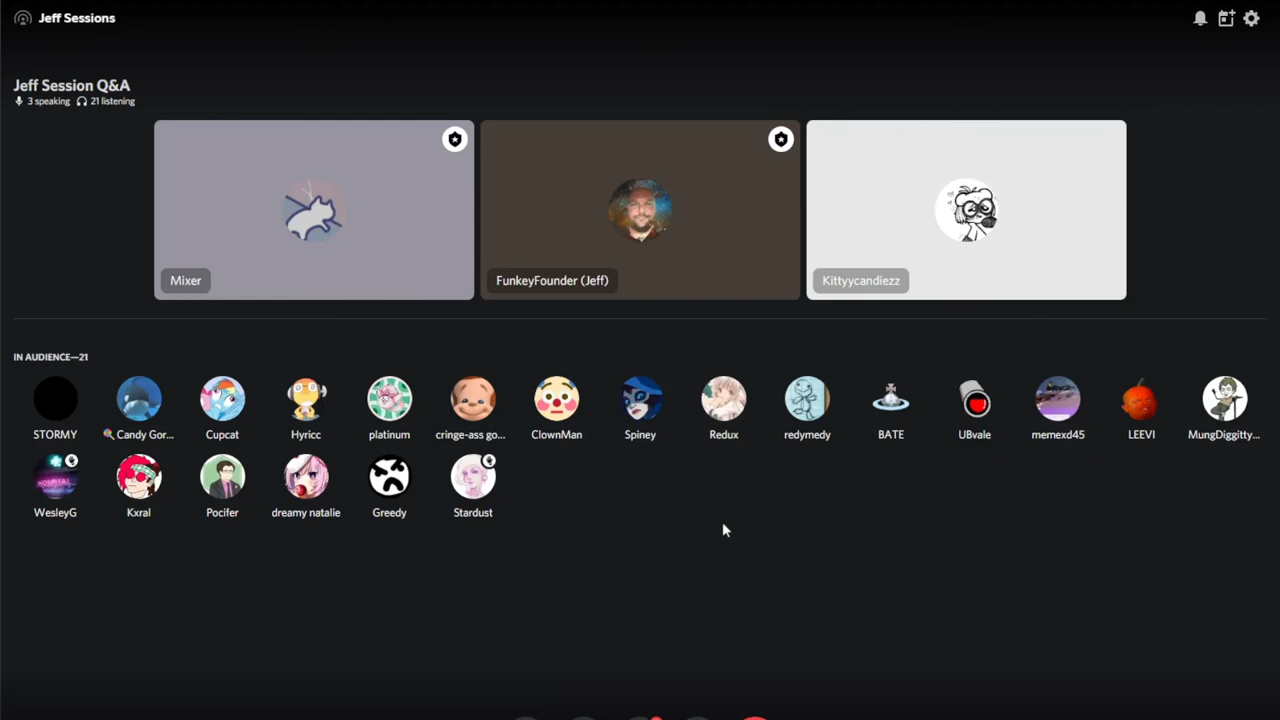 Jeff Sessions
Jeff Session Q&A
3 speaking 21 listening
Mixer
FunkeyFounder (Jeff)
Kittyycandiezz
IN AUDIENCE—21
STORMY Candy Gor... Cupcat Hyricc platinum cringe-ass go... ClownMan Spiney Redux redymedy BATE UBvale memexd45 LEEVI MungDiggitty...
HOSPITAL
WesleyG Kxral Pocifer dreamy natalie Greedy Stardust